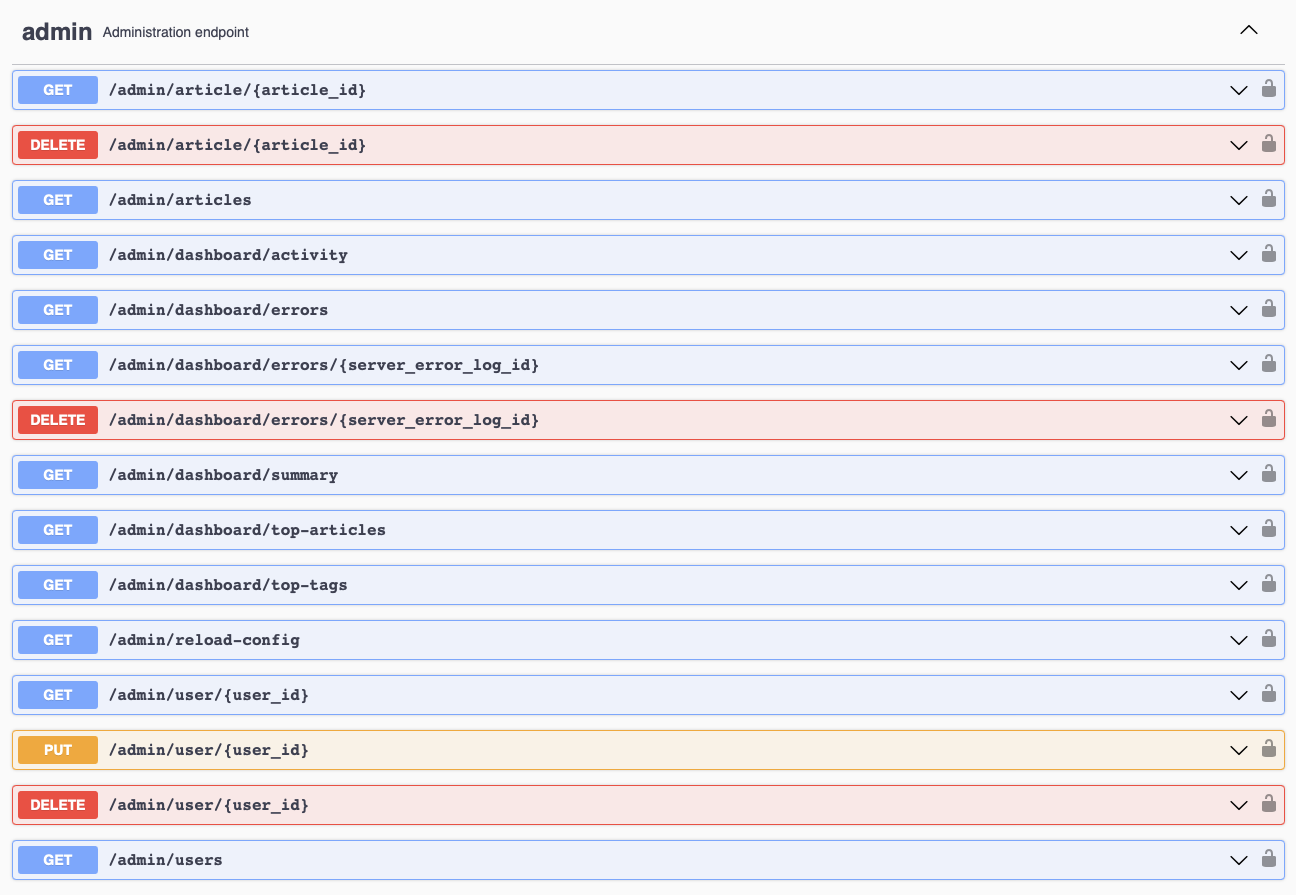 admin Administration endpoint
GET /admin/article/{article_id}
DELETE /admin/article/{article_id}
GET /admin/articles
GET /admin/dashboard/activity
GET /admin/dashboard/errors
GET /admin/dashboard/errors/{server_error_log_id}
DELETE /admin/dashboard/errors/{server_error_log_id}
GET /admin/dashboard/summary
GET /admin/dashboard/top-articles
GET /admin/dashboard/top-tags
GET /admin/reload-config
GET /admin/user/{user_id}
PUT /admin/user/{user_id}
DELETE /admin/user/{user_id}
GET /admin/users